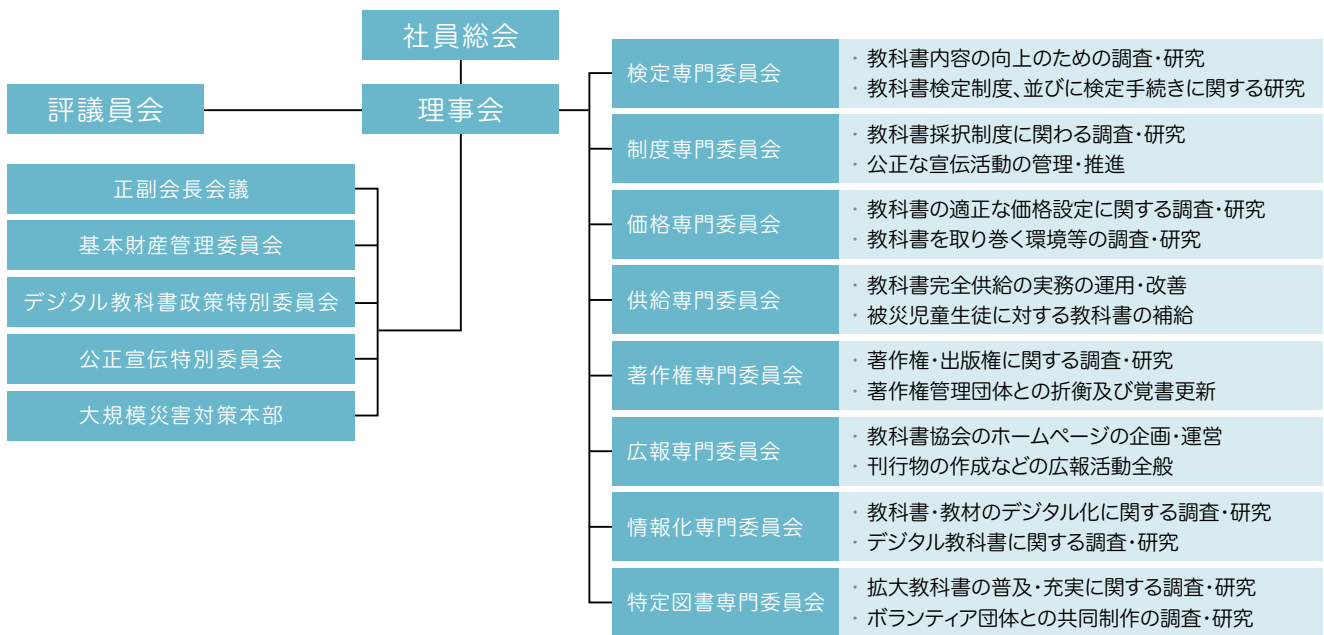 社員総会
評議員会
理事会
正副会長会議
基本財産管理委員会
デジタル教科書政策特別委員会
公正宣伝特別委員会
大規模災害対策本部
検定専門委員会
・教科書内容の向上のための調査・研究
・教科書検定制度、並びに検定手続きに関する研究
制度専門委員会
・教科書採択制度に関わる調査・研究
・公正な宣伝活動の管理・推進
価格専門委員会
・教科書の適正な価格設定に関する調査・研究
・教科書を取り巻く環境等の調査・研究
供給専門委員会
・教科書完全供給の実務の運用・改善
・被災児童生徒に対する教科書の補給
著作権専門委員会
・著作権・出版権に関する調査・研究
・著作権管理団体との折衡及び覚書更新
広報専門委員会
・教科書協会のホームページの企画・運営
・刊行物の作成などの広報活動全般
情報化専門委員会
・教科書・教材のデジタル化に関する調査・研究
・デジタル教科書に関する調査・研究
特定図書専門委員会
・拡大教科書の普及・充実に関する調査・研究
・ボランティア団体との共同制作の調査・研究